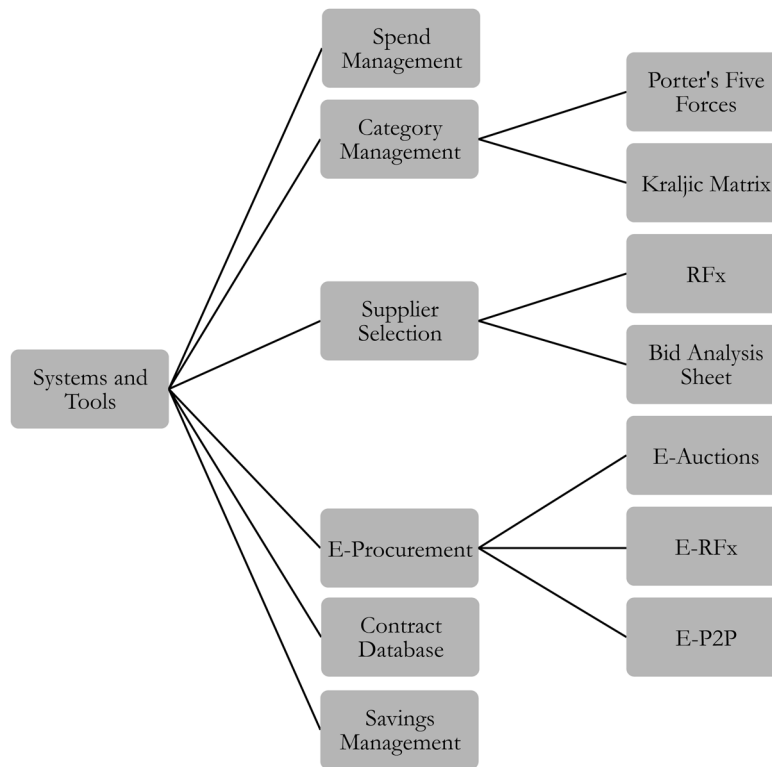 Systems and
Tools
Spend
Management
Category
Management
Porter's Five
Forces
Kraljic Matrix
Supplier
Selection
RFx
Bid Analysis
Sheet
E-Procurement
E-Auctions
E-RFx
E-P2P
Contract
Database
Savings
Management